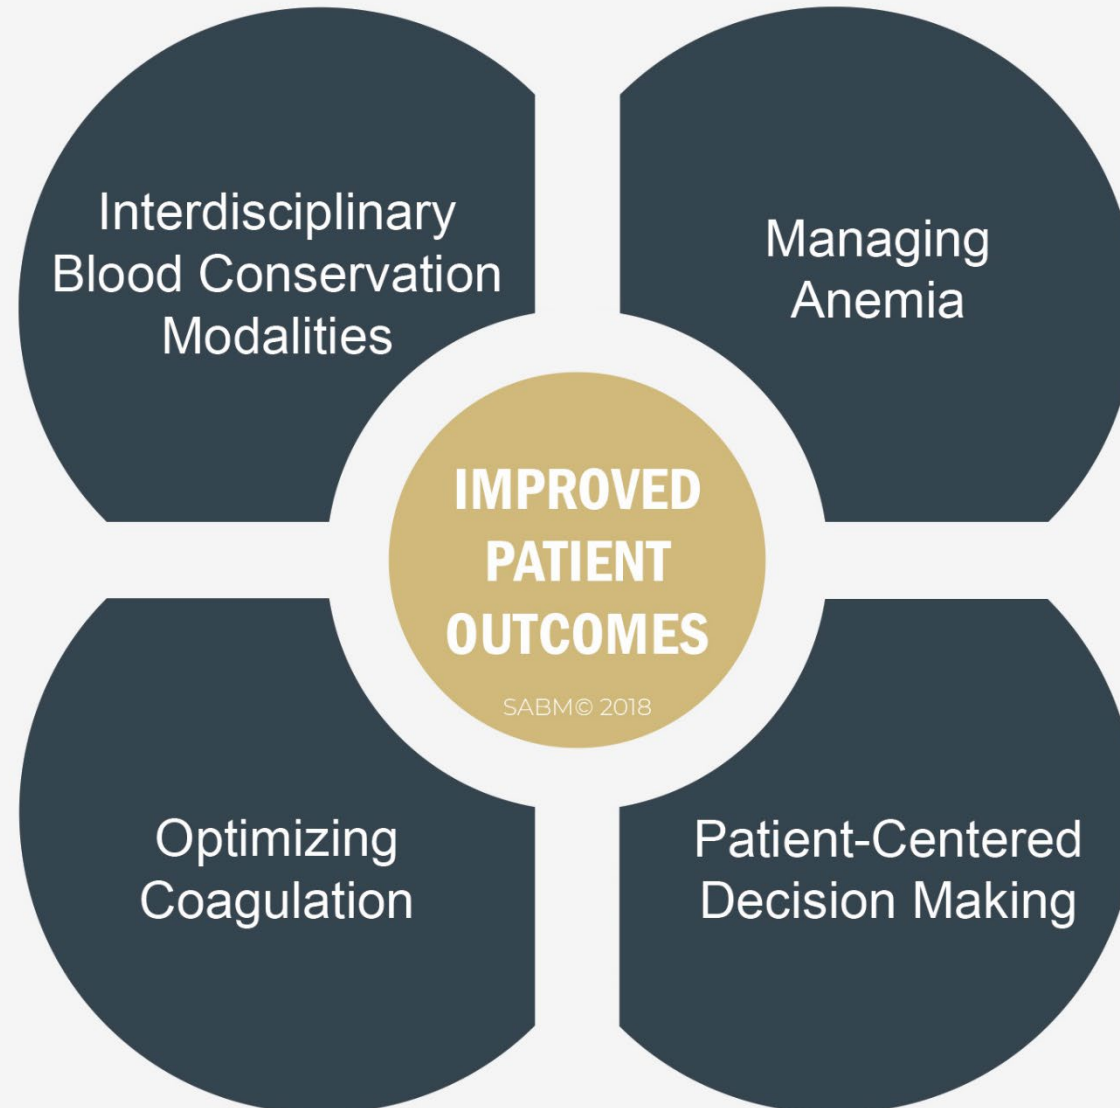 Interdisciplinary
Blood Conservation
Modalities
Managing
Anemia
IMPROVED
PATIENT
OUTCOMES
SABM© 2018
Optimizing
Coagulation
Patient-Centered
Decision Making